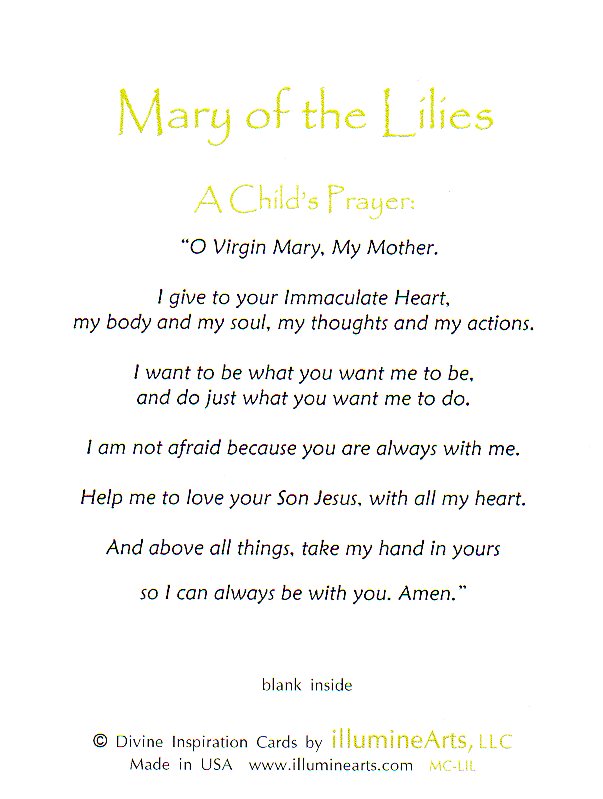 Mary of the Lilies
A Child's Prayer:
"O Virgin Mary, My Mother.
I give to your Immaculate Heart,
my body and my soul, my thoughts and my actions.
I want to be what you want me to be,
and do just what you want me to do.
I am not afraid because you are always with me.
Help me to love your Son Jesus, with all my heart.
And above all things, take my hand in yours
so I can always be with you. Amen."
blank inside
© Divine Inspiration Cards by illumineArts, LLC
Made in USA www.illuminearts.com MC-LIL